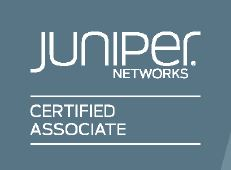 JUNIPEr
NETWORKS
CERTIFIED
ASSOCIATE